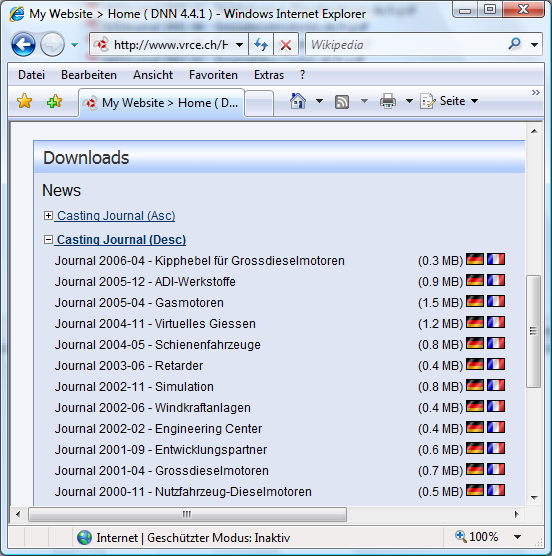 My Website > Home ( DNN 4.4.1 ) - Windows Internet Explorer
http://www.vrce.ch/H
Wikipedia
Datei Bearbeiten Ansicht Favoriten Extras ?
My Website > Home ( D... Seite
Downloads
News
Casting Journal (Asc)
Casting Journal (Desc)
Journal 2006-04 - Kipphebel für Grossdieselmotoren (0.3 MB)
Journal 2005-12 - ADI-Werkstoffe (0.9 MB)
Journal 2005-04 - Gasmotoren (1.5 MB)
Journal 2004-11 - Virtuelles Giessen (1.2 MB)
Journal 2004-05 - Schienenfahrzeuge (0.8 MB)
Journal 2003-06 - Retarder (0.4 MB)
Journal 2002-11 - Simulation (0.8 MB)
Journal 2002-06 - Windkraftanlagen (0.4 MB)
Journal 2002-02 - Engineering Center (0.4 MB)
Journal 2001-09 - Entwicklungspartner (0.6 MB)
Journal 2001-04 - Grossdieselmotoren (0.7 MB)
Journal 2000-11 - Nutzfahrzeug-Dieselmotoren (0.5 MB)
Internet | Geschützter Modus: Inaktiv 100%